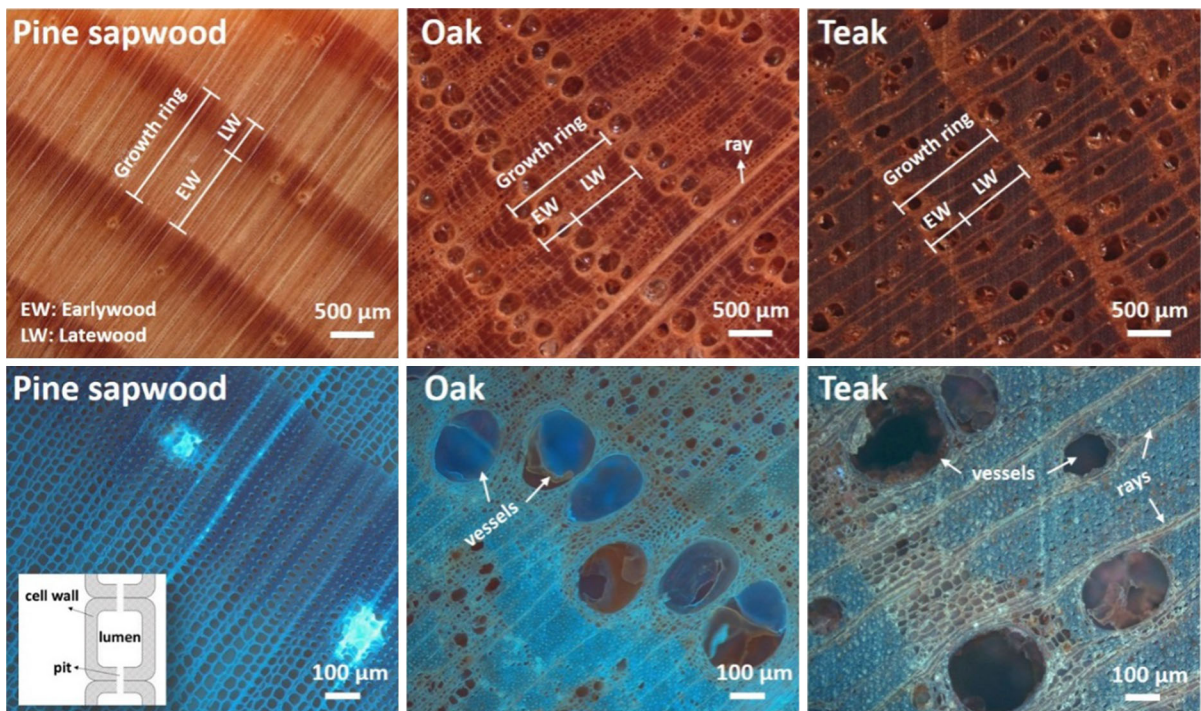 Pine sapwood
Growth ring
LW
EW
EW: Earlywood
LW: Latewood
500 µm
Oak
ray
Growth ring
LW
EW
500 µm
Teak
Growth ring
LW
EW
500 µm
Pine sapwood
cell wall
lumen
pit
100 µm
Oak
vessels
100 µm
Teak
vessels
rays
100 µm